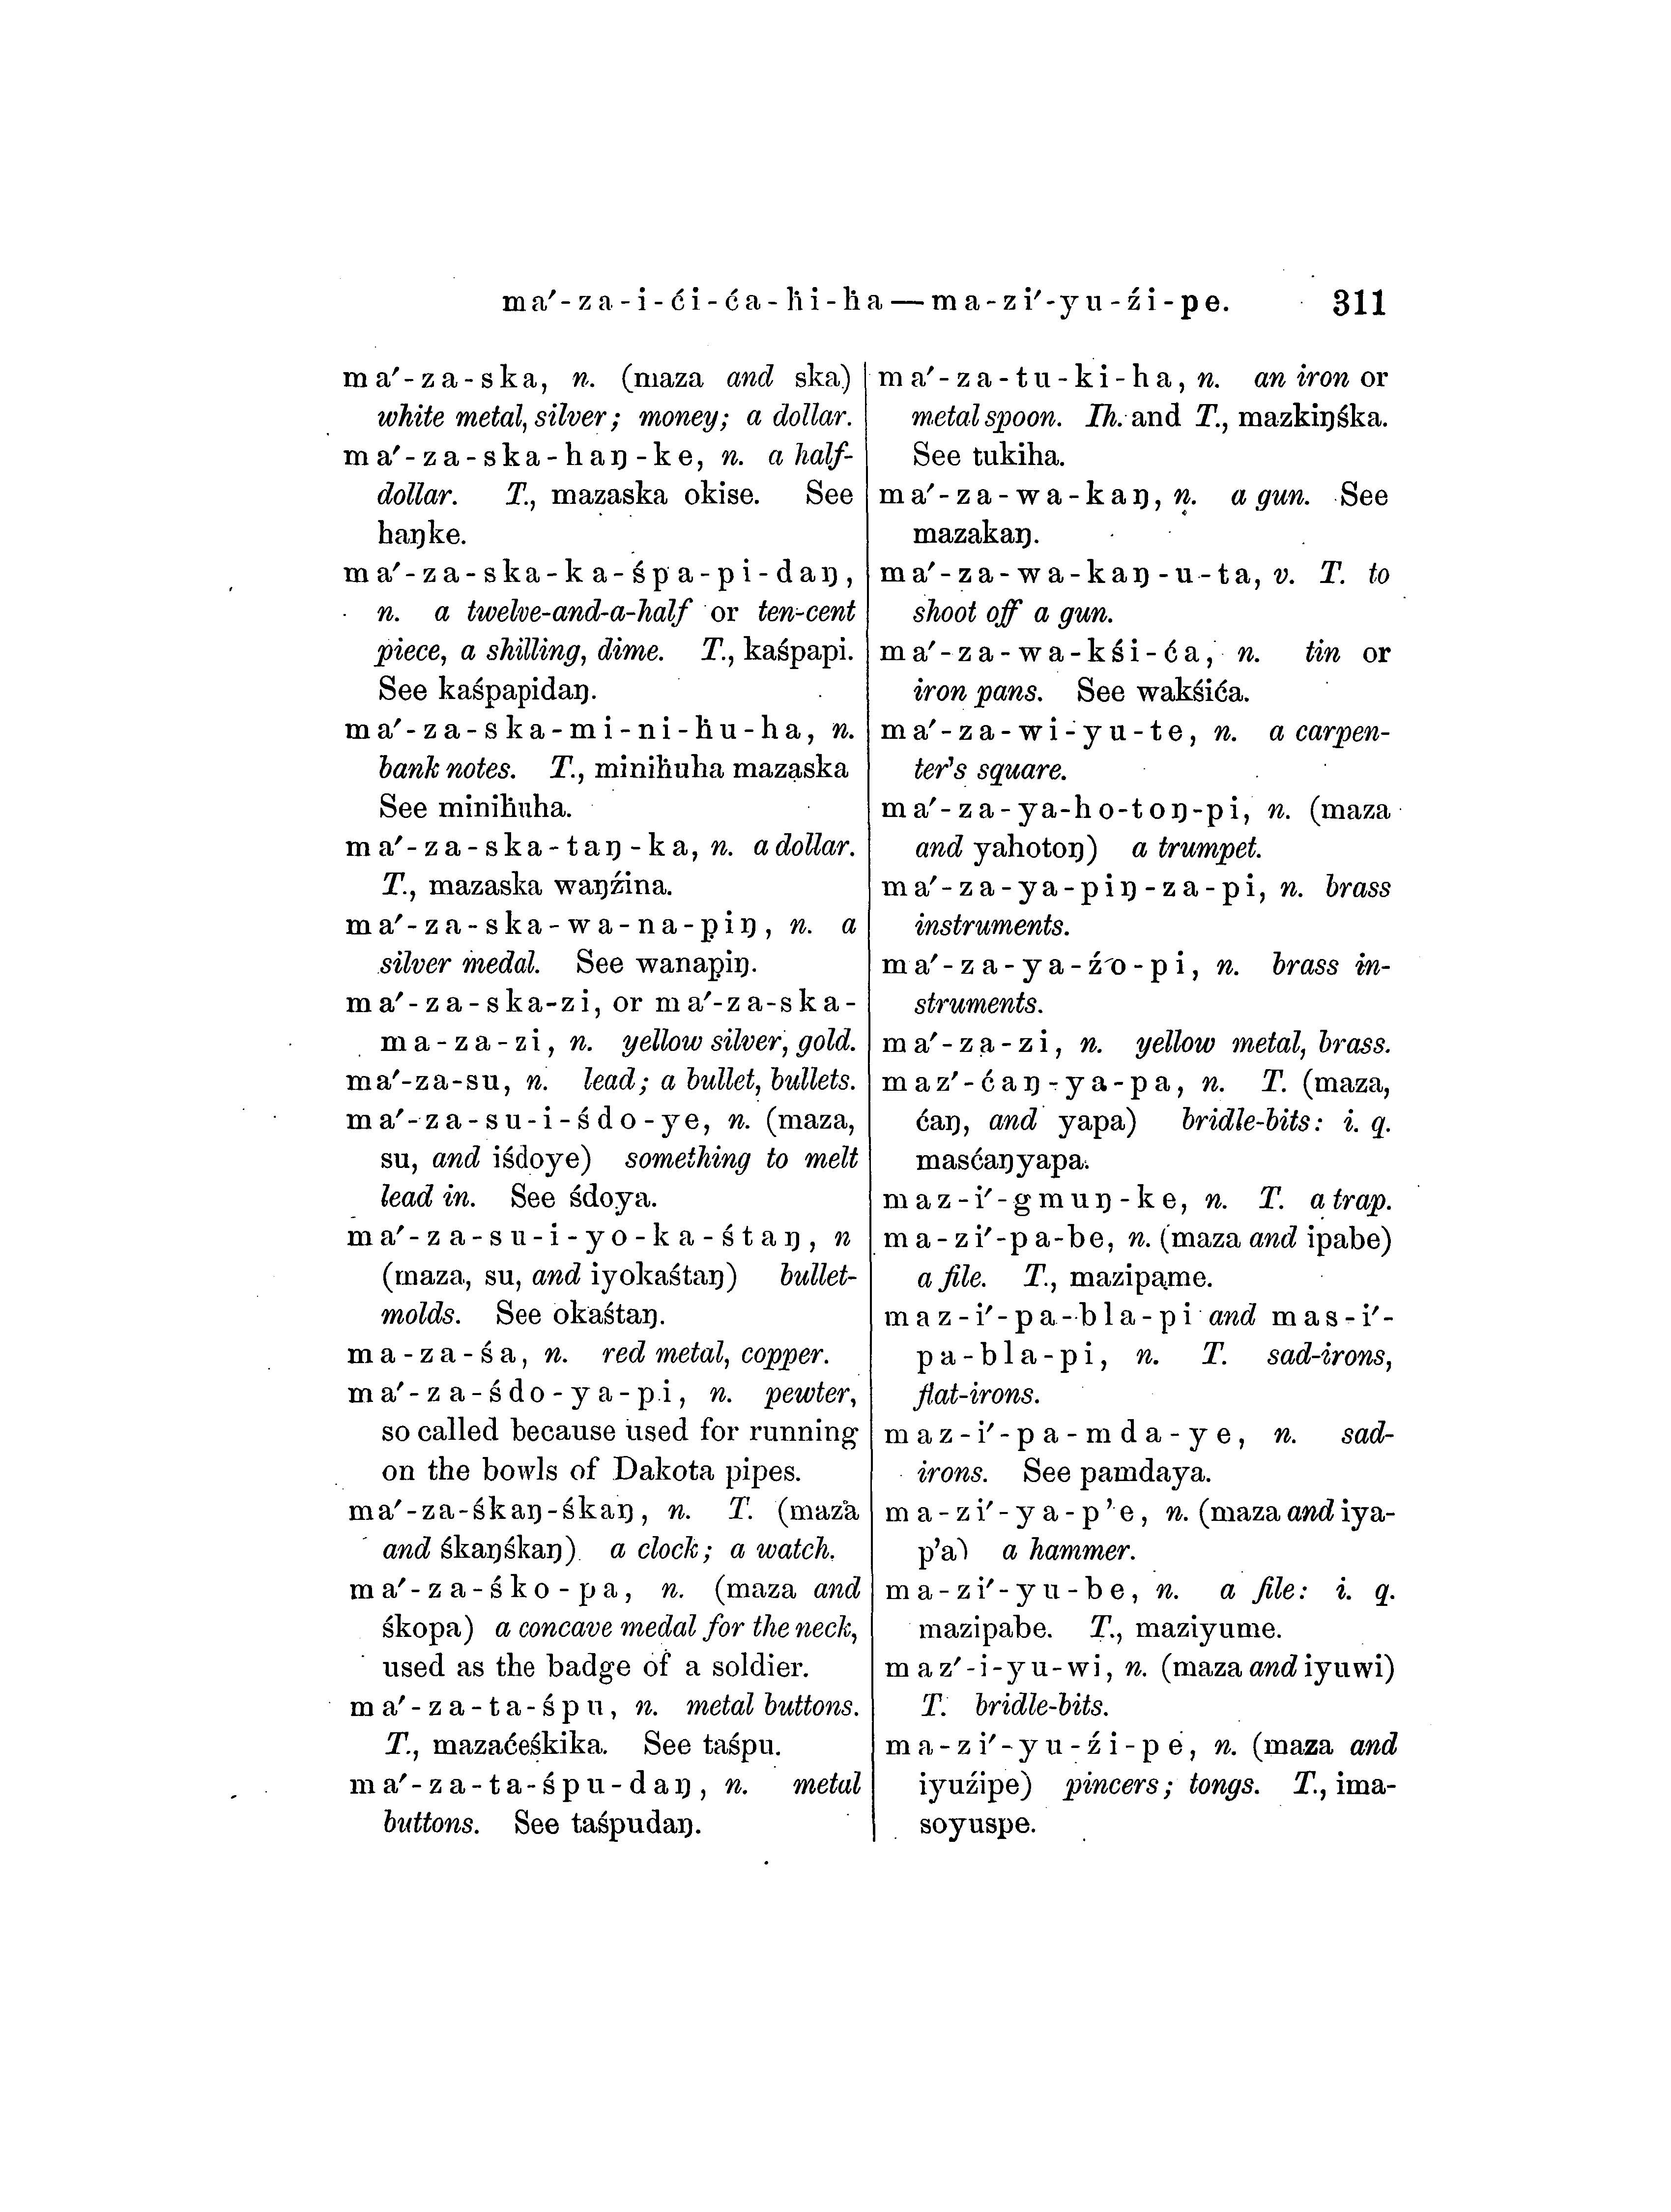 ma′-za-i-ći-ća-ḣi-ḣa—ma-zi′-yu-źi-pe. 311
ma′-za-ska, n. (maza and ska)
white metal, silver; money; a dollar.
ma′-za-ska-haŋ-ke, n. a half-
dollar. T., mazaska okise. See
haŋke.
ma′-za-ska-ka-śpa-pi-daŋ,
n. a twelve-and-a-half or ten-cent
piece, a shilling, dime. T., kaśpapi.
See kaśpapidaŋ.
ma′-za-ska-mi-ni-ḣu-ha, n.
bank notes. T., miniḣuha mazaska
See miniḣuha.
ma′-za-ska-taŋ-ka, n. a dollar.
T., mazaska waŋźina.
ma′-za-ska-wa-na-p̣iŋ, n. a
silver medal. See wanap̣iŋ.
ma′-za-ska-zi, or ma′-za-ska-
ma-za-zi, n. yellow silver, gold.
ma′-za-su, n. lead; a bullet, bullets.
ma′-za-su-i-śdo-ye, n. (maza,
su, and iśdoye) something to melt
lead in. See śdoya.
ma′-za-su-i-yo-ka-śtaŋ, n
(maza, su, and iyokaśtaŋ) bullet-
molds. See okaśtaŋ.
ma-za-śa, n. red metal, copper.
ma′-za-śdo-ya-pi, n. pewter,
so called because used for running
on the bowls of Dakota pipes.
ma′-za-śkaŋ-śkaŋ, n. T. (maza
and śkaŋśkaŋ) a clock; a watch.
ma′-za-śko-pa, n. (maza and
śkopa) a concave medal for the neck,
used as the badge of a soldier.
ma′-za-ta-śpu, n. metal buttons.
T., mazaćeśkika. See taśpu.
ma′-za-ta-śpu-daŋ, n. metal
buttons. See taśpudaŋ.
ma′-za-tu-ki-ha, n. an iron or
metal spoon. Ih. and T., mazkiŋśka.
See tukiha.
ma′-za-wa-kaŋ, n. a gun. See
mazakaŋ.
ma′-za-wa-kaŋ-u-ta, v. T. to
shoot off a gun.
ma′-za-wa-kśi-ća, n. tin or
iron pans. See wakśića.
ma′-za-wi-yu-te, n. a carpen-
ter's square.
ma′-za-ya-ho-toŋ-pi, n. (maza
and yahotoŋ) a trumpet.
ma′-za-ya-piŋ-za-pi, n. brass
instruments.
ma′-za-ya-źo-pi, n. brass in-
struments.
ma′-za-zi, n. yellow metal, brass.
maz′-ćaŋ-ya-pa, n. T. (maza,
ćaŋ, and yapa) bridle-bits: i. q.
masćaŋyapa.
maz-i′-gmuŋ-ke, n. T. a trap.
ma-zi′-pa-be, n. (maza and ipabe)
a file. T., mazipame.
maz-i′-pa-bla-pi and mas-i′-
pa-bla-pi, n. T. sad-irons,
flat-irons.
maz-i′-pa-mda-ye, n. sad-
irons. See pamdaya.
ma-zi′-ya-p’e, n. (maza and iya-
p’a) a hammer.
ma-zi′-yu-be, n. a file: i. q.
mazipabe. T., maziyume.
maz′-i-yu-wi, n. (maza and iyuwi)
T. bridle-bits.
ma-zi′-yu-źi-pe, n. (maza and
iyuźipe) pincers; tongs. T., ima-
soyuspe.